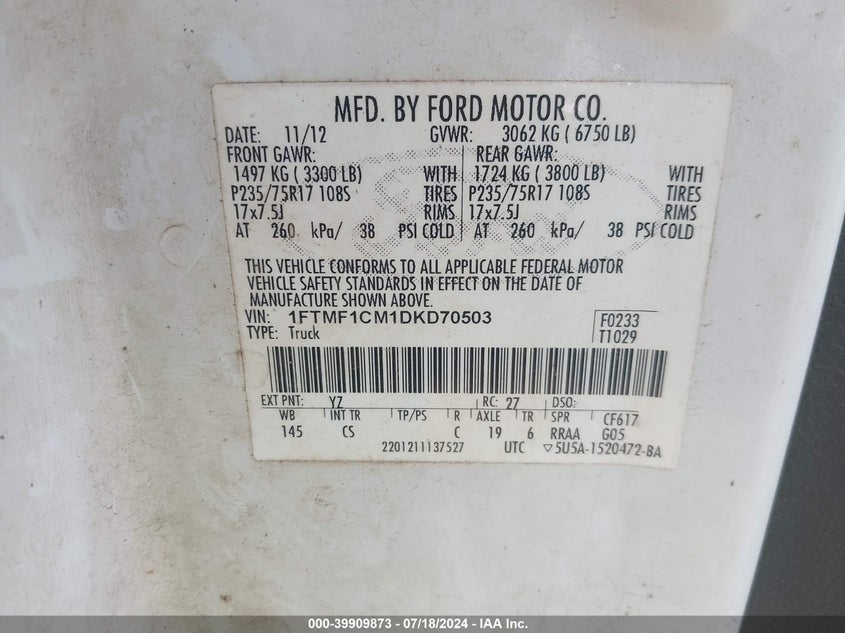 MFD. BY FORD MOTOR CO.
DATE: 11/12 GVWR: 3062 KG ( 6750 LB)
FRONT GAWR: REAR GAWR:
1497 KG ( 3300 LB) WITH 1724 KG ( 3800 LB) WITH
P235/75R17 108S TIRES P235/75R17 108S TIRES
17x7.5J RIMS 17x7.5J RIMS
AT 260 kPa/ 38 PSI COLD AT 260 kPa/ 38 PSI COLD
THIS VEHICLE CONFORMS TO ALL APPLICABLE FEDERAL MOTOR
VEHICLE SAFETY STANDARDS IN EFFECT ON THE DATE OF
MANUFACTURE SHOWN ABOVE.
VIN: 1FTMF1CM1DKD70503 F0233
TYPE: Truck T1029
EXT PNT: YZ RC: 27 DSO:
WB INT TR TP/PS R AXLE TR SPR CF617
145 CS C 19 6 RRAA G05
2201211137527 UTC ▽5U5A-1520472-BA
000-39909873 - 07/18/2024 - IAA Inc.